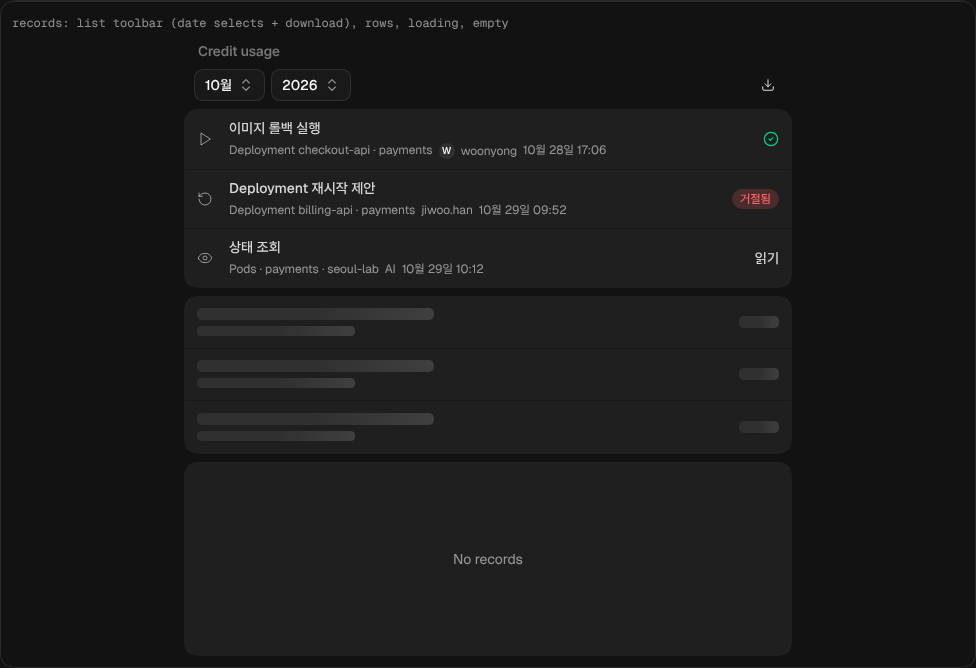 records: list toolbar (date selects + download), rows, loading, empty
Credit usage
10월 2026
이미지 롤백 실행
Deployment checkout-api · payments W woonyong 10월 28일 17:06
Deployment 재시작 제안
Deployment billing-api · payments jiwoo.han 10월 29일 09:52
거절됨
상태 조회
Pods · payments · seoul-lab AI 10월 29일 10:12
읽기
No records